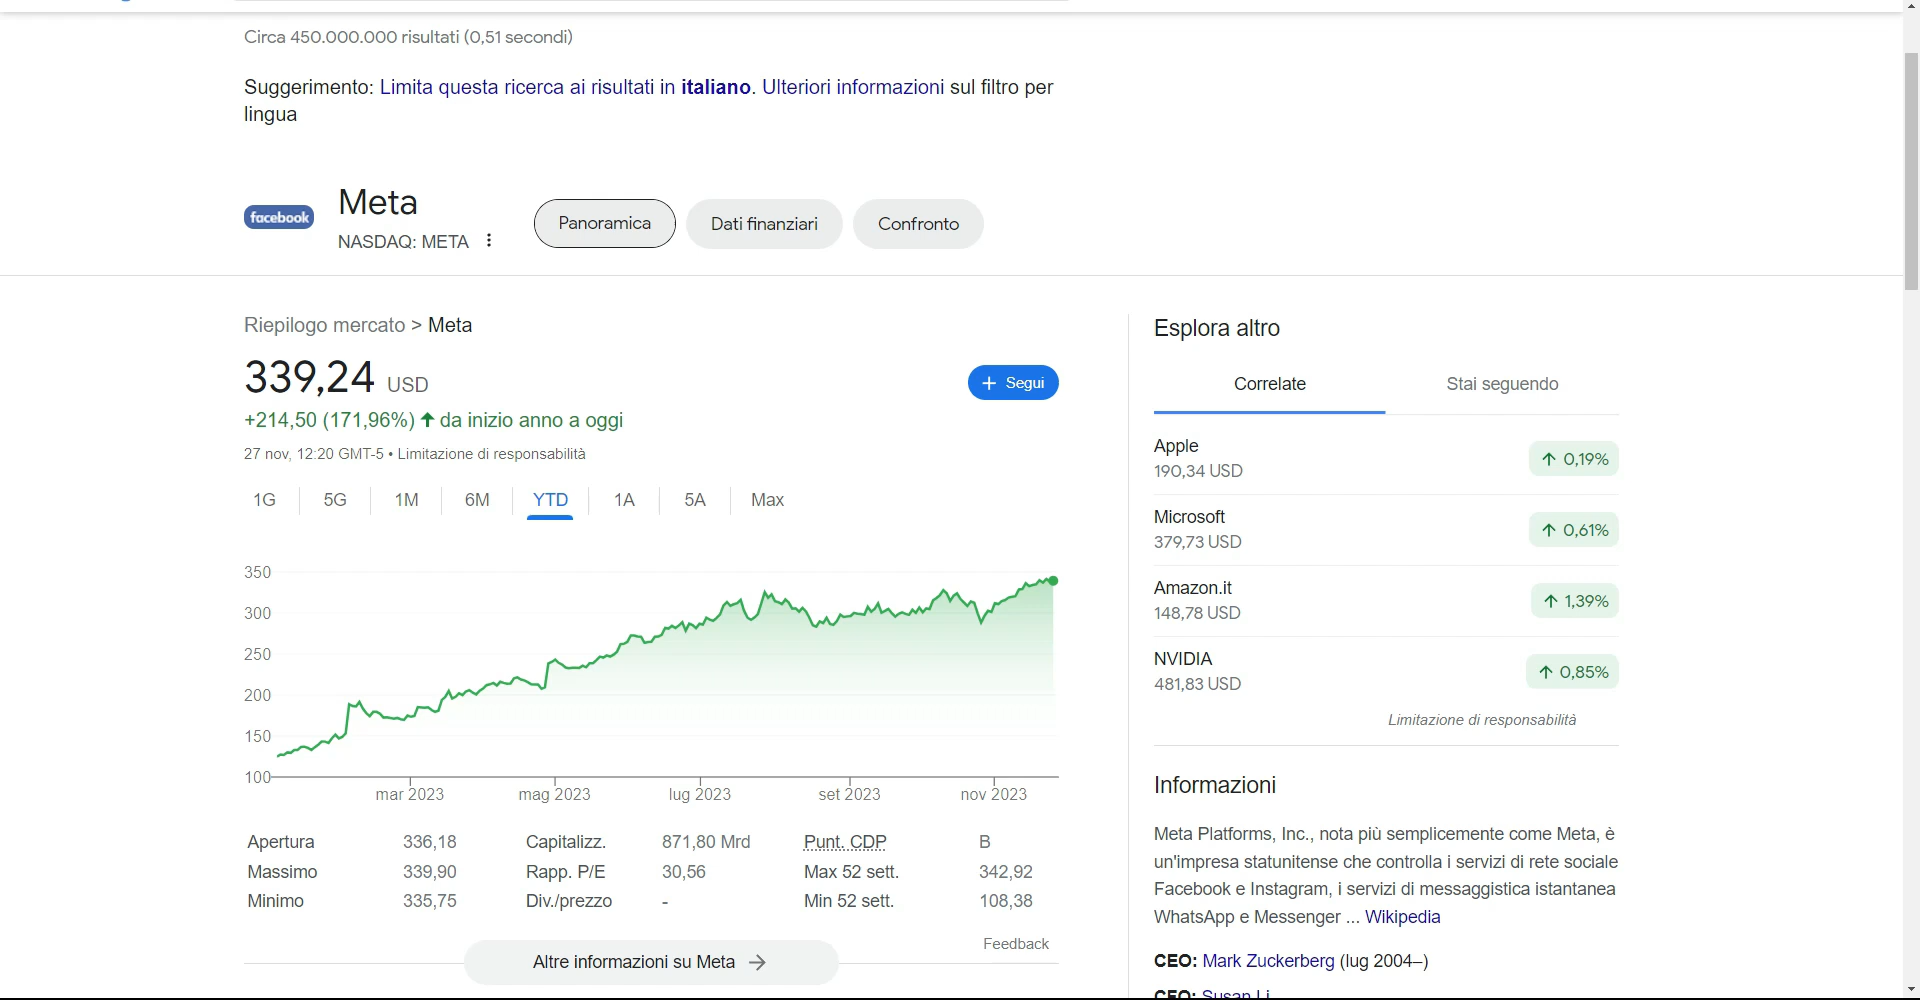 Circa 450.000.000 risultati (0,51 secondi)
Suggerimento: Limita questa ricerca ai risultati in italiano. Ulteriori informazioni sul filtro per
lingua
facebook
Meta
NASDAQ: META
Panoramica
Dati finanziari
Confronto
Riepilogo mercato > Meta
339,24 USD
+ Segui
+214,50 (171,96%) ↑ da inizio anno a oggi
27 nov, 12:20 GMT-5 • Limitazione di responsabilità
1G
5G
1M
6M
YTD
1A
5A
Max
350
300
250
200
150
100
mar 2023
mag 2023
lug 2023
set 2023
nov 2023
Apertura 336,18 Capitalizz. 871,80 Mrd Punt. CDP B
Massimo 339,90 Rapp. P/E 30,56 Max 52 sett. 342,92
Minimo 335,75 Div./prezzo - Min 52 sett. 108,38
Feedback
Altre informazioni su Meta →
Esplora altro
Correlate
Stai seguendo
Apple
190,34 USD
↑ 0,19%
Microsoft
379,73 USD
↑ 0,61%
Amazon.it
148,78 USD
↑ 1,39%
NVIDIA
481,83 USD
↑ 0,85%
Limitazione di responsabilità
Informazioni
Meta Platforms, Inc., nota più semplicemente come Meta, è
un'impresa statunitense che controlla i servizi di rete sociale
Facebook e Instagram, i servizi di messaggistica istantanea
WhatsApp e Messenger ... Wikipedia
CEO: Mark Zuckerberg (lug 2004–)
CFO: Susan Li